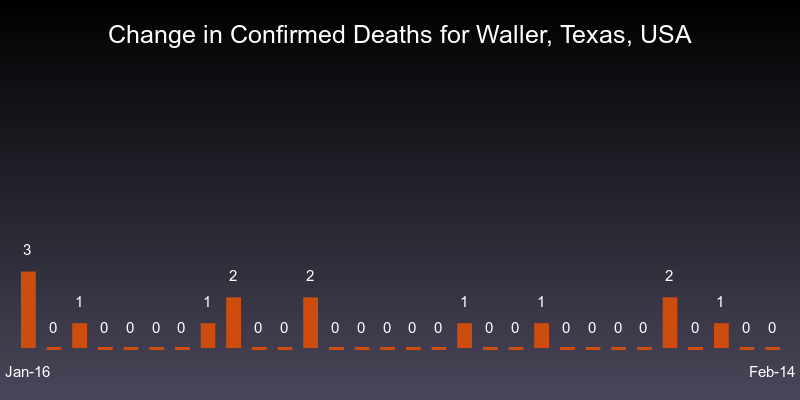 Change in Confirmed Deaths for Waller, Texas, USA
3 0 1 0 0 0 0 1 2 0 0 2 0 0 0 0 0 1 0 0 1 0 0 0 0 2 0 1 0 0
Jan-16 Feb-14